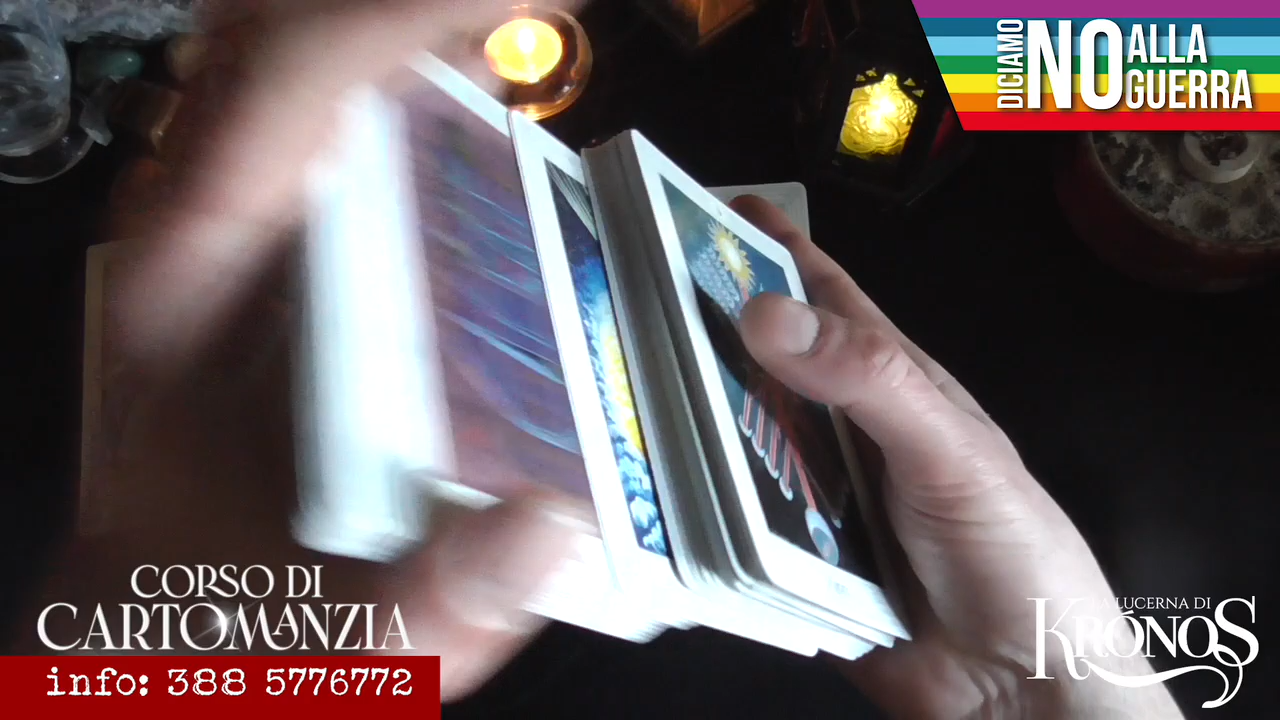 DICIAMO
NO
ALLA
GUERRA
CORSO DI
CARTOMANZIA
info: 388 5776772
LA LUCERNA DI
KRÓNOS